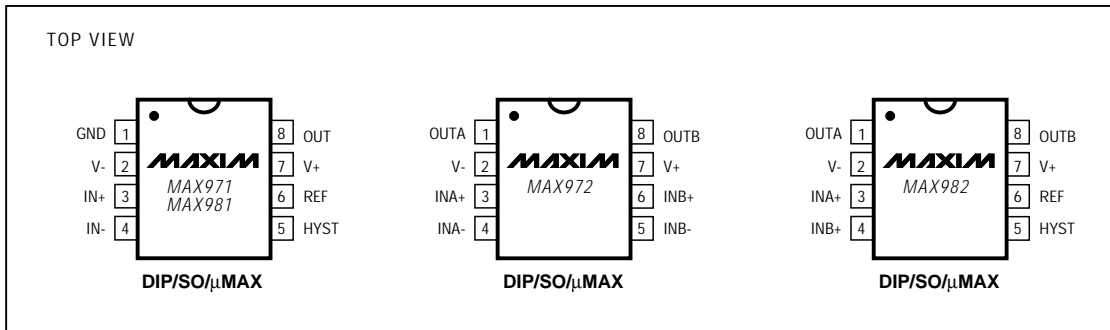 TOP VIEW
GND 1
V- 2
IN+ 3
IN- 4
MAXIM
MAX971
MAX981
8 OUT
7 V+
6 REF
5 HYST
DIP/SO/μMAX
OUTA 1
V- 2
INA+ 3
INA- 4
MAXIM
MAX972
8 OUTB
7 V+
6 INB+
5 INB-
DIP/SO/μMAX
OUTA 1
V- 2
INA+ 3
INB+ 4
MAXIM
MAX982
8 OUTB
7 V+
6 REF
5 HYST
DIP/SO/μMAX